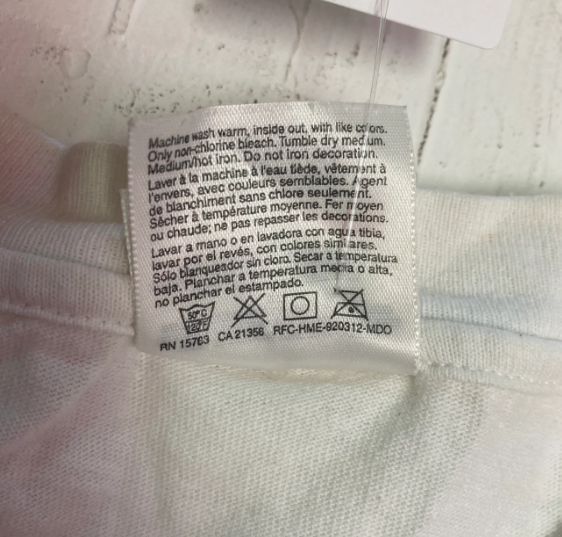 Machine wash warm, inside out, with like colors.
Only non-chlorine bleach. Tumble dry medium.
Medium/hot iron. Do not iron decoration.
Laver à la machine à l'eau tiède, vêtement à
l'envers, avec couleurs semblables. Agent
de blanchiment sans chlore seulement.
Sécher à température moyenne. Fer moyen
ou chaude; ne pas repasser les decorations.
Lavar a mano o en lavadora con agua tibia,
lavar por el revés, con colores similares.
Sólo blanqueador sin cloro. Secar a temperatura
baja. Planchar a temperatura media o alta,
no planchar el estampado.
50°C
120°F
RN 15763 CA 21356 RFC-HME-920312-MDO